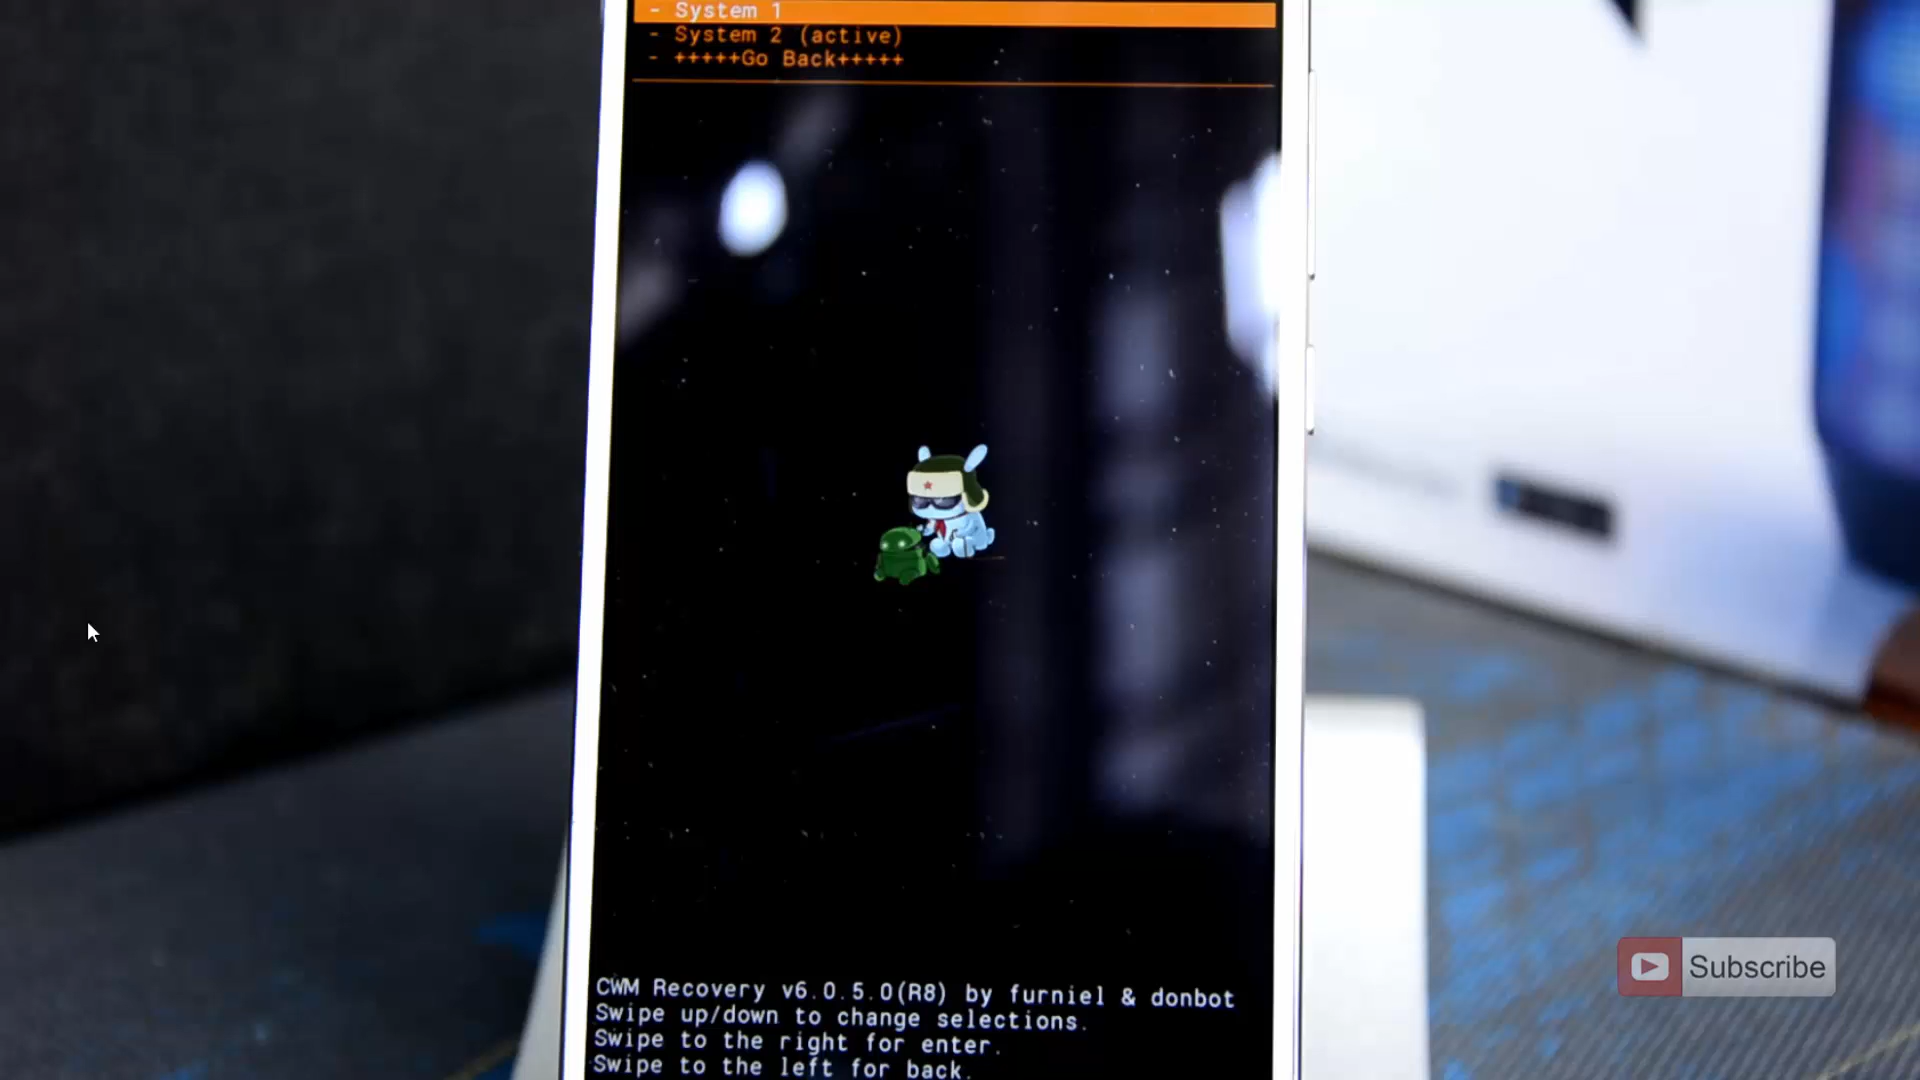 - System 1
- System 2 (active)
- +++++Go Back+++++
CWM Recovery v6.0.5.0(R8) by furniel & donbot
Swipe up/down to change selections.
Swipe to the right for enter.
Swipe to the left for back.
Subscribe